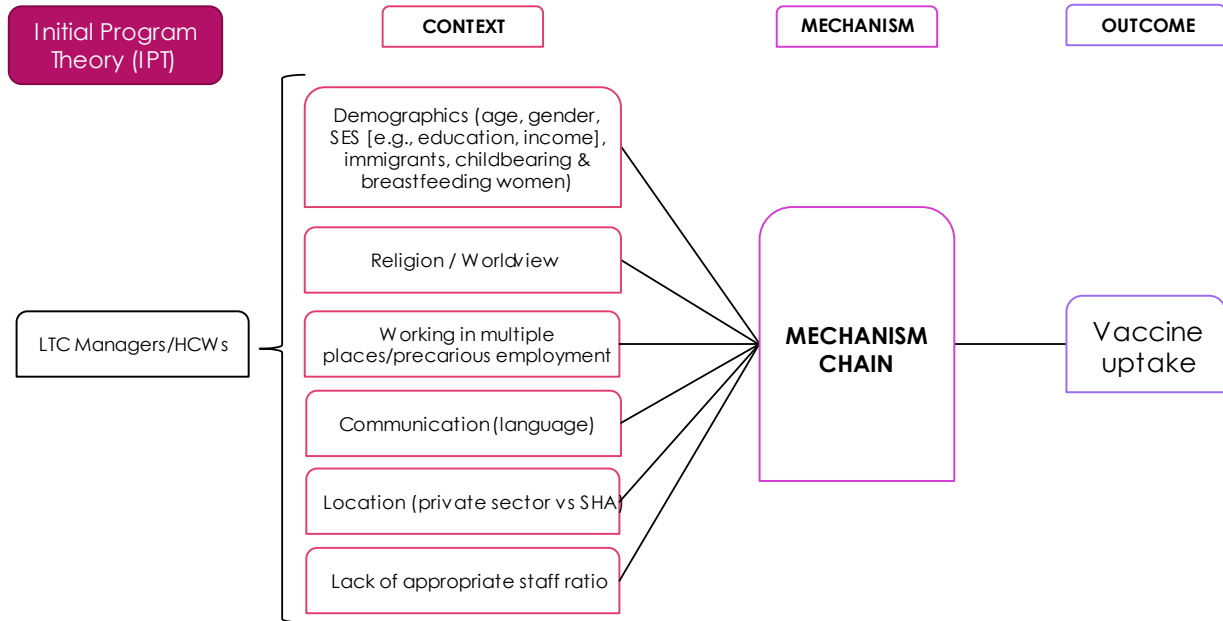 Initial Program
Theory (IPT)
CONTEXT
MECHANISM
OUTCOME
Demographics (age, gender,
SES [e.g., education, income],
immigrants, childbearing &
breastfeeding women)
Religion / Worldview
LTC Managers/HCWs
Working in multiple
places/precarious employment
MECHANISM
CHAIN
Vaccine
uptake
Communication (language)
Location (private sector vs SHA)
Lack of appropriate staff ratio